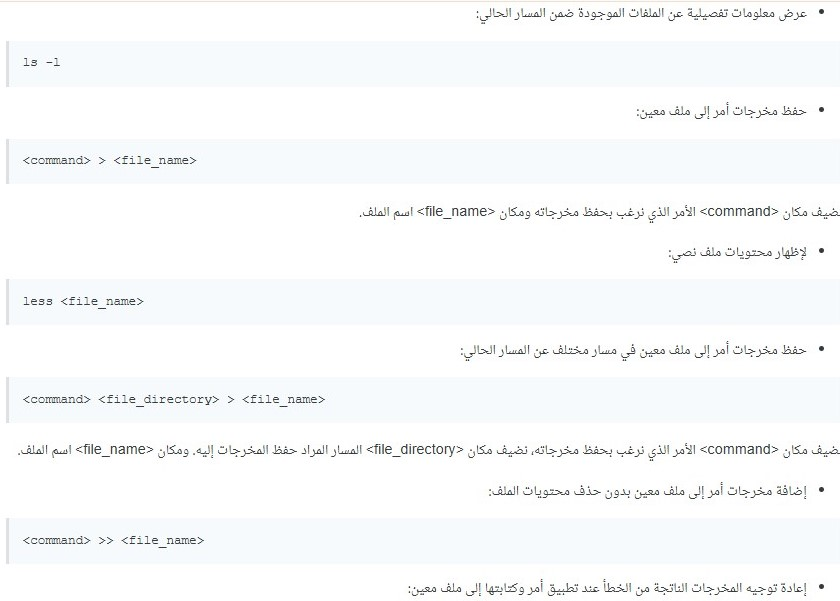 عرض معلومات تفصيلية عن الملفات الموجودة ضمن المسار الحالي:
ls -l
حفظ مخرجات أمر إلى ملف معين:
<command> > <file_name>
نضيف مكان <command> الأمر الذي نرغب بحفظ مخرجاته ومكان <file_name> اسم الملف.
لإظهار محتويات ملف نصي:
less <file_name>
حفظ مخرجات أمر إلى ملف معين في مسار مختلف عن المسار الحالي:
<command> <file_directory> > <file_name>
نضيف مكان <command> الأمر الذي نرغب بحفظ مخرجاته، نضيف مكان <file_directory> المسار المراد حفظ المخرجات إليه. ومكان <file_name> اسم الملف.
إضافة مخرجات أمر إلى ملف معين بدون حذف محتويات الملف:
<command> >> <file_name>
إعادة توجيه المخرجات الناتجة من الخطأ عند تطبيق أمر وكتابتها إلى ملف معين: